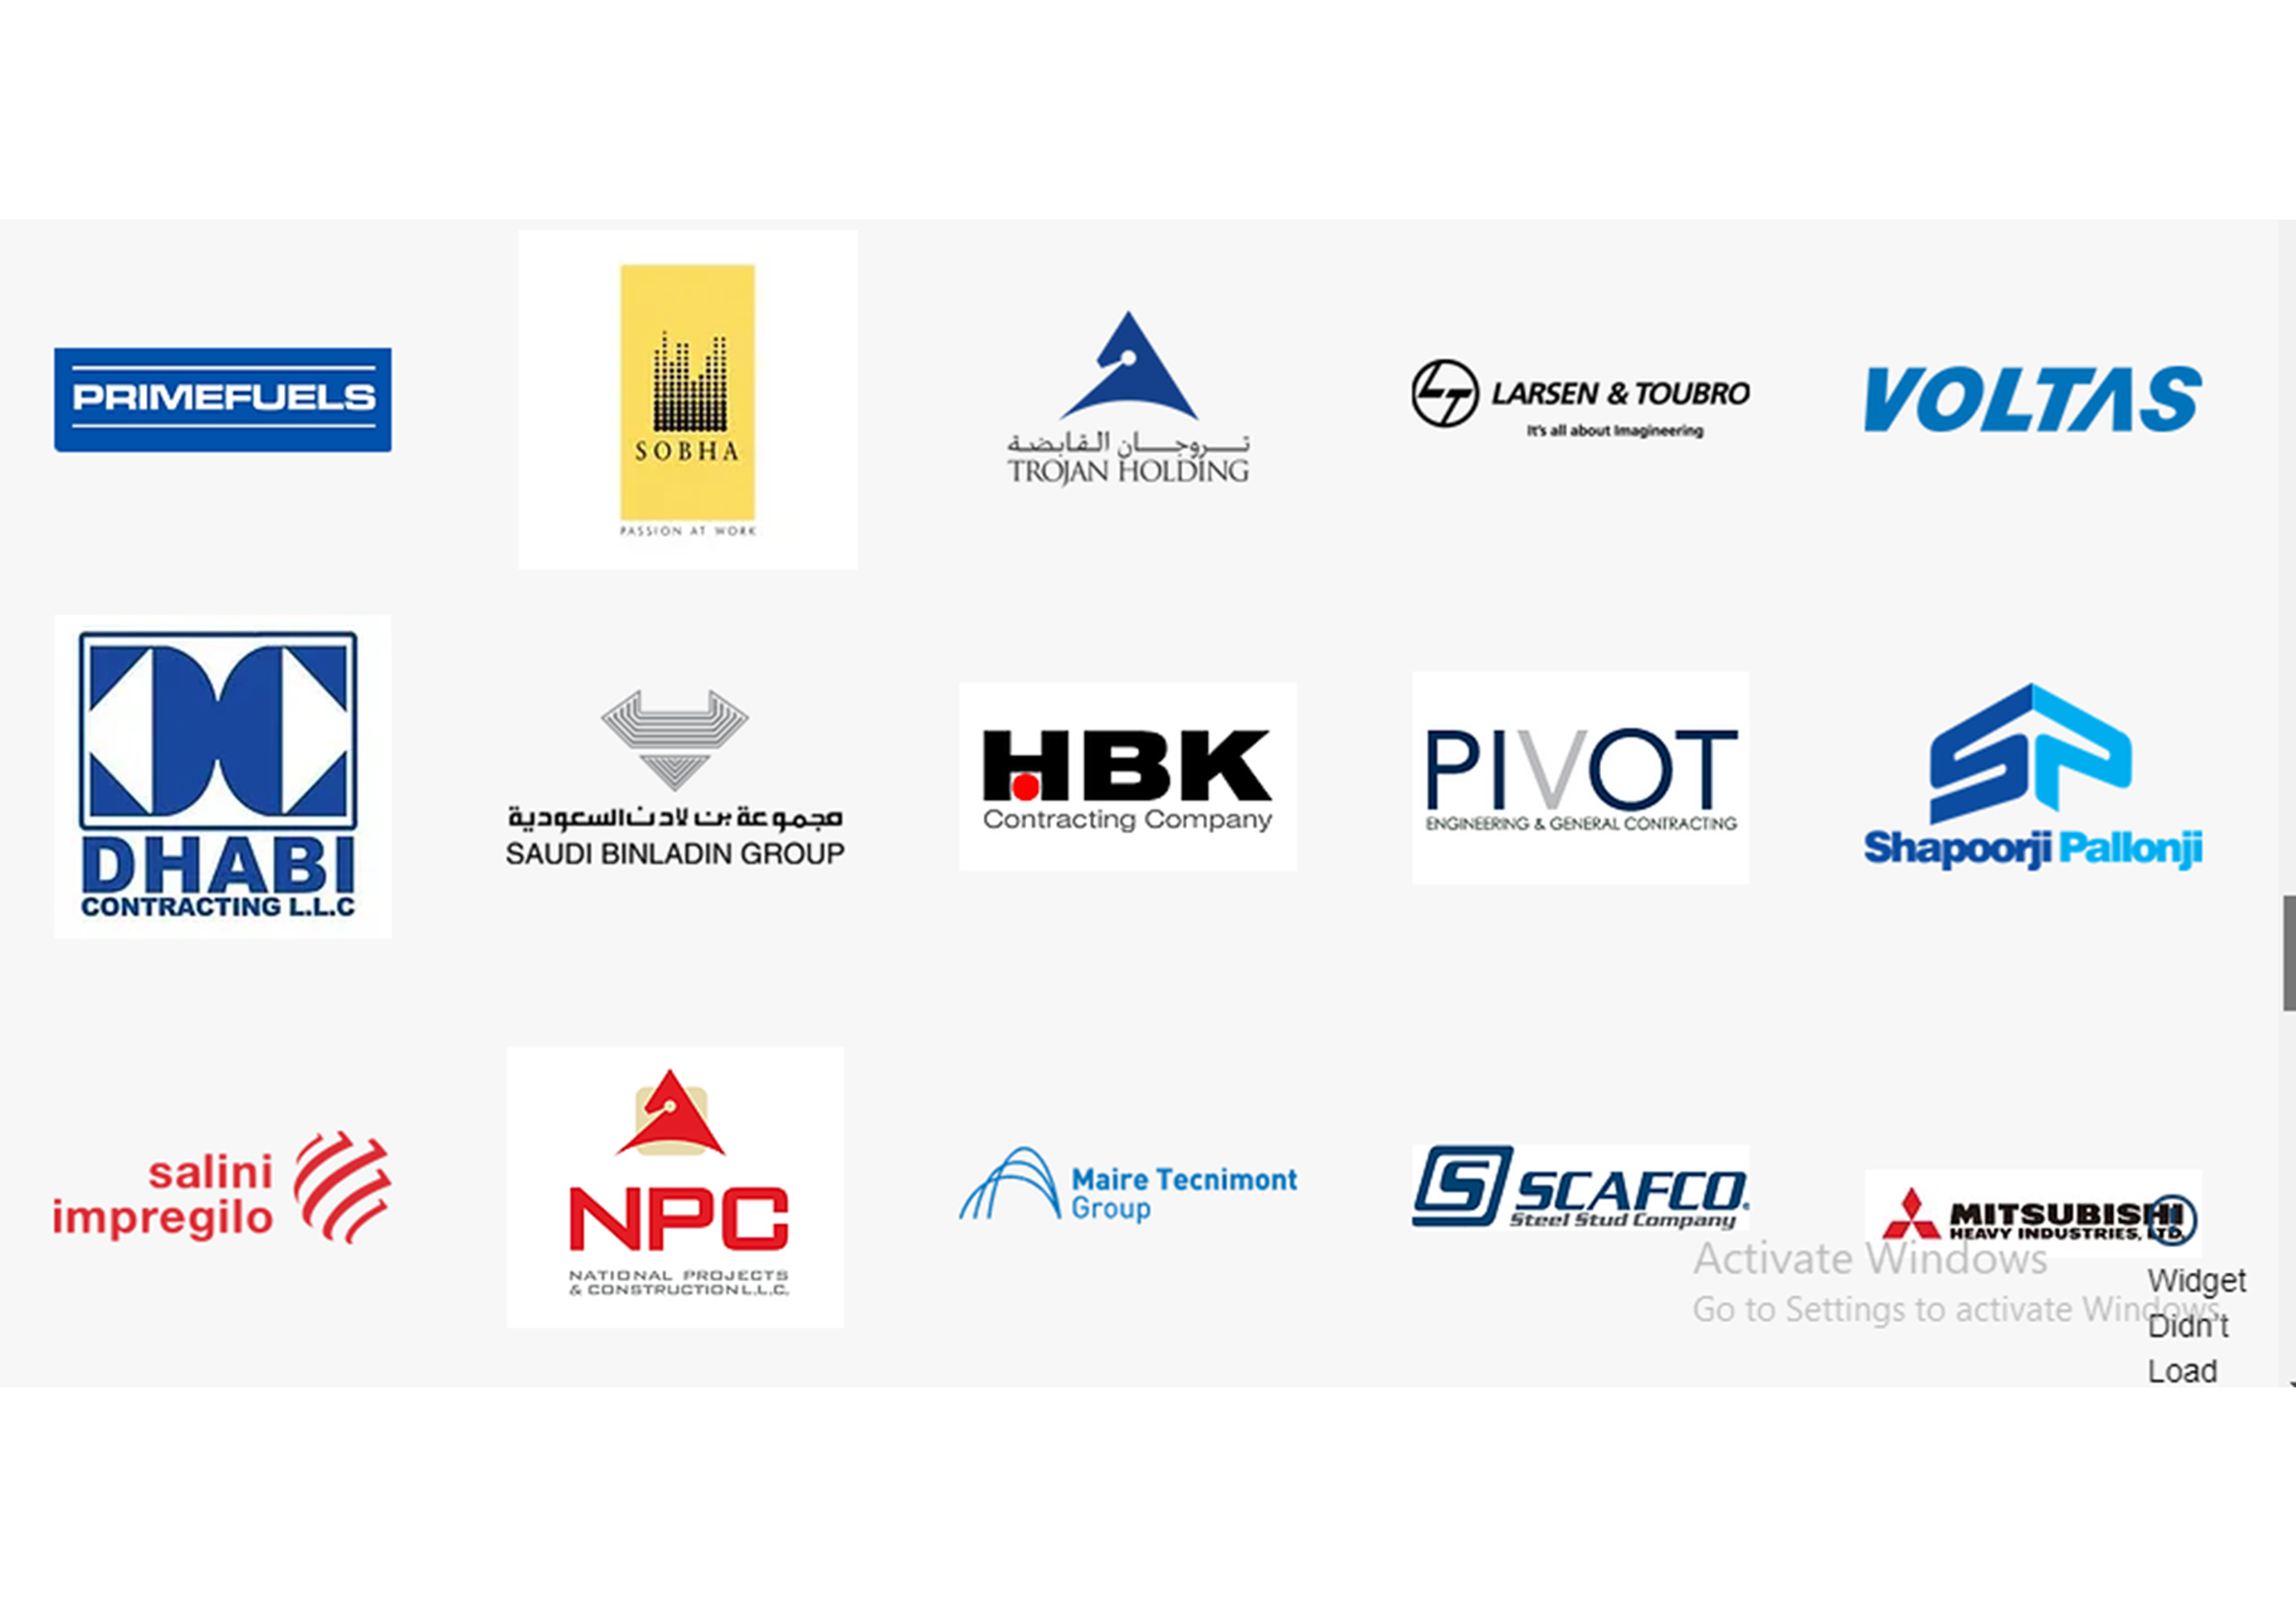 PRIMEFUELS
SOBHA
PASSION AT WORK
تروجان القابضة
TROJAN HOLDING
LARSEN & TOUBRO
It's all about Imagineering
VOLTAS
DHABI
CONTRACTING L.L.C
مجموعة بن لادن السعودية
SAUDI BINLADIN GROUP
HBK
Contracting Company
PIVOT
ENGINEERING & GENERAL CONTRACTING
SP
Shapoorji Pallonji
salini
impregilo
NPC
NATIONAL PROJECTS
& CONSTRUCTION L.L.C.
Maire Tecnimont
Group
SCAFCO
Steel Stud Company
MITSUBISHI
HEAVY INDUSTRIES, LTD.
Activate Windows
Go to Settings to activate Windows.
Widget
Didn't
Load